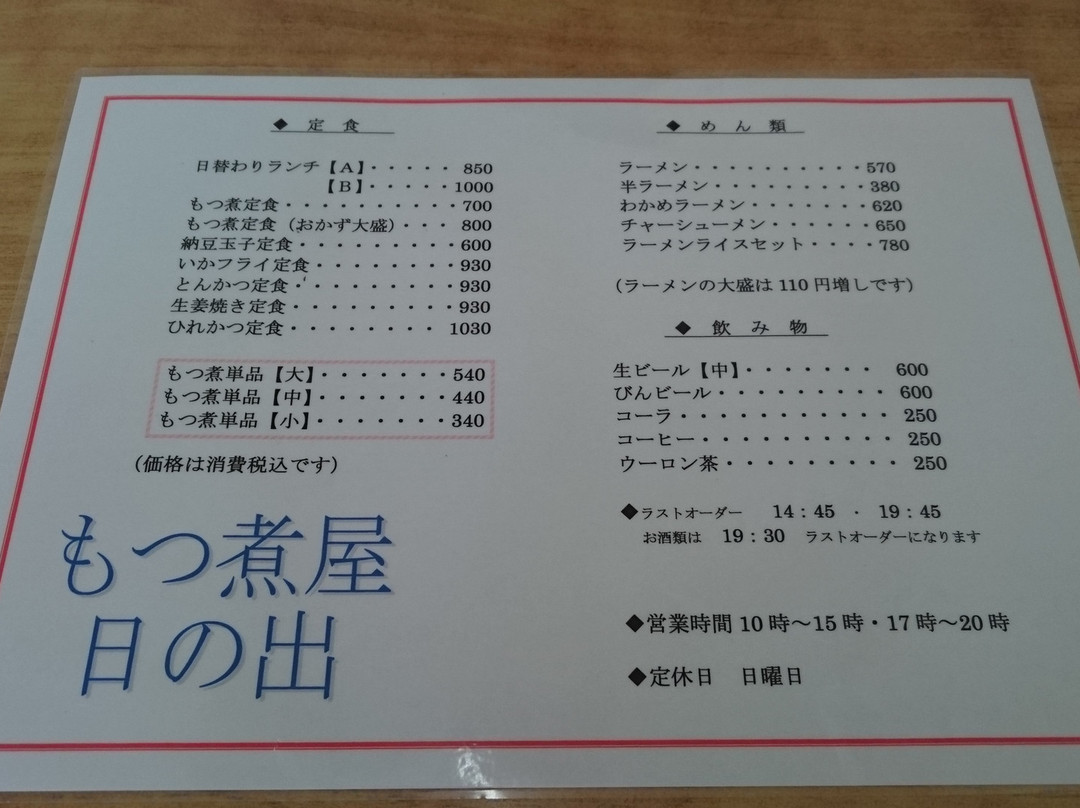 ◆ 定 食
日替わりランチ【A】・・・・・ 850
【B】・・・・・1000
もつ煮定食・・・・・・・・・・700
もつ煮定食（おかず大盛）・・・ 800
納豆玉子定食・・・・・・・・・600
いかフライ定食・・・・・・・・930
とんかつ定食・・・・・・・・・930
生姜焼き定食・・・・・・・・・930
ひれかつ定食・・・・・・・・ 1030
もつ煮単品【大】・・・・・・・540
もつ煮単品【中】・・・・・・・440
もつ煮単品【小】・・・・・・・340
（価格は消費税込です）
もつ煮屋
日の出
◆ め ん 類
ラーメン・・・・・・・・・・・570
半ラーメン・・・・・・・・・・380
わかめラーメン・・・・・・・・620
チャーシューメン・・・・・・650
ラーメンライスセット・・・・780
（ラーメンの大盛は 110 円増しです）
◆ 飲 み 物
生ビール【中】・・・・・・・ 600
びんビール・・・・・・・・・ 600
コーラ・・・・・・・・・・・ 250
コーヒー・・・・・・・・・・ 250
ウーロン茶・・・・・・・・・ 250
◆ラストオーダー 14：45 ・ 19：45
お酒類は 19：30 ラストオーダーになります
◆営業時間 10 時～15 時・17 時～20 時
◆定休日 日曜日